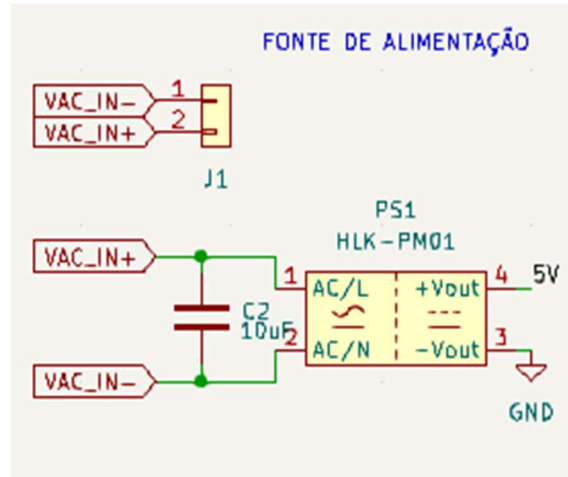 FONTE DE ALIMENTAÇÃO
VAC_IN- 1
VAC_IN+ 2
J1
PS1
HLK-PM01
VAC_IN+
1 AC/L +Vout 4 5V
C2
10uF
2 AC/N -Vout 3
VAC_IN-
GND